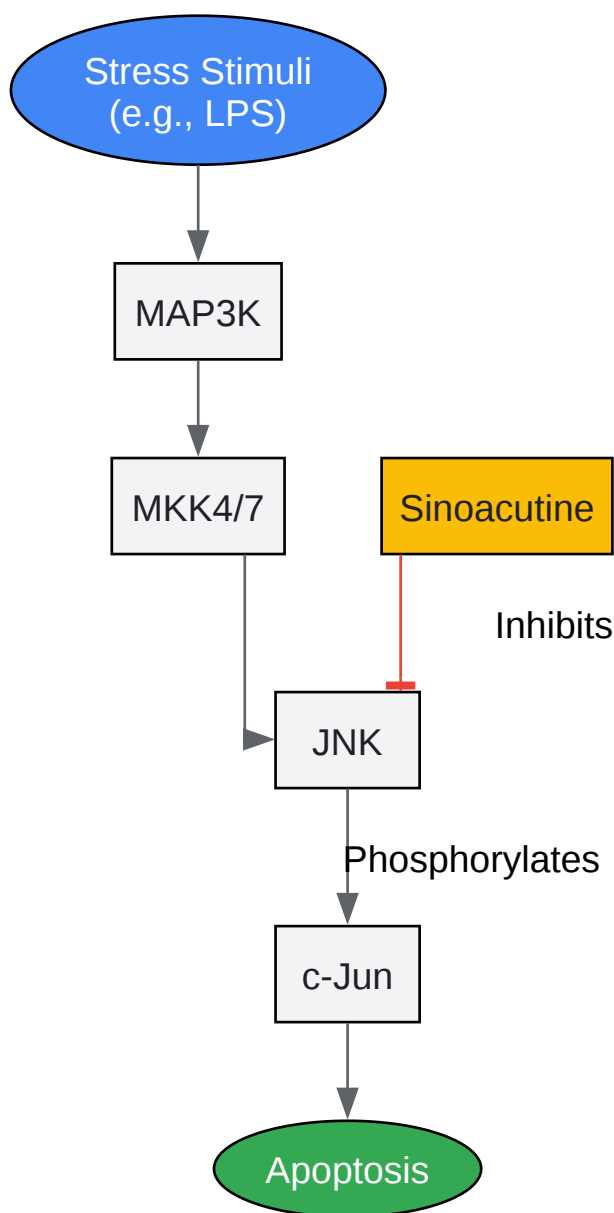 Stress Stimuli
(e.g., LPS)
MAP3K
MKK4/7
Sinoacutine
Inhibits
JNK
Phosphorylates
c-Jun
Apoptosis